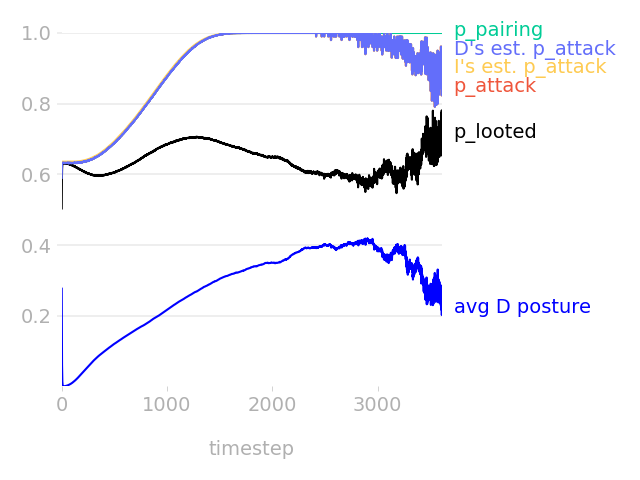 1.0
0.8
0.6
0.4
0.2
0
1000
2000
3000
timestep
p_pairing
D's est. p_attack
I's est. p_attack
p_attack
p_looted
avg D posture